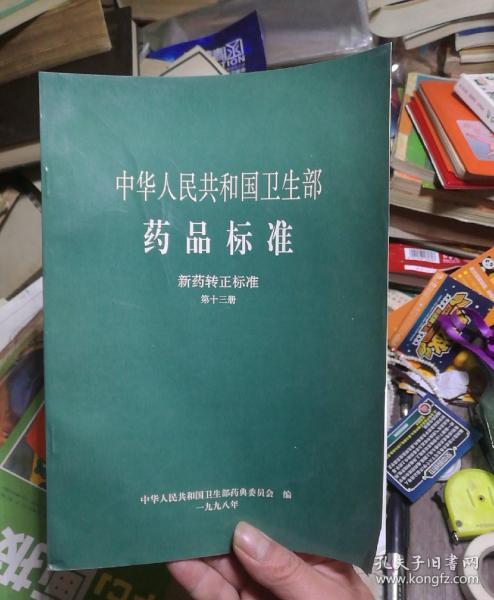 中华人民共和国卫生部
药品标准
新药转正标准
第十三册
中华人民共和国卫生部药典委员会 编
一九九八年
画报
孔夫子旧书网
www.kongfz.com